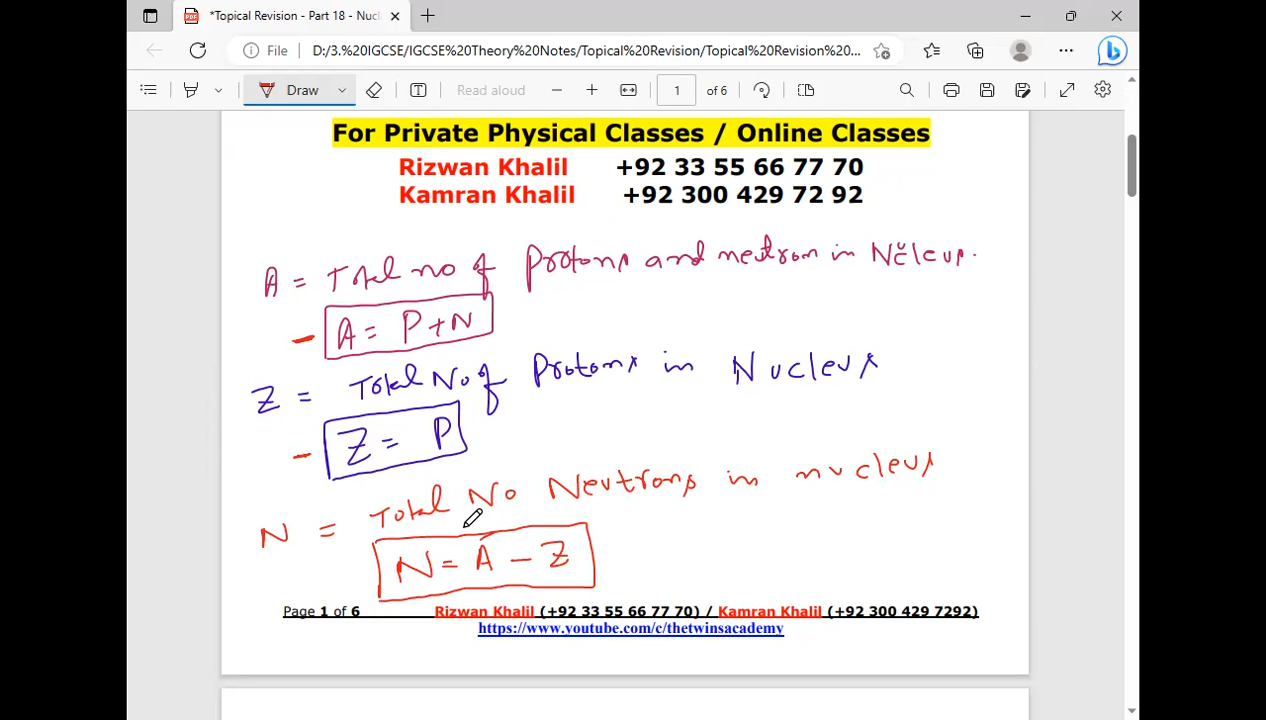 *Topical Revision - Part 18 - Nucl
File
D:/3.%20IGCSE/IGCSE%20Theory%20Notes/Topical%20Revision/Topical%20Revision%20...
Draw
Read aloud
1
of 6
For Private Physical Classes / Online Classes
Rizwan Khalil +92 33 55 66 77 70
Kamran Khalil +92 300 429 72 92
A = Total no of Protons and neutron in Nucleus.
- A = P+N
Z = Total No of Protons in Nucleus
- Z = P
N = Total No Neutrons in nucleus
N = A - Z
Page 1 of 6 Rizwan Khalil (+92 33 55 66 77 70) / Kamran Khalil (+92 300 429 7292)
https://www.youtube.com/c/thetwinsacademy